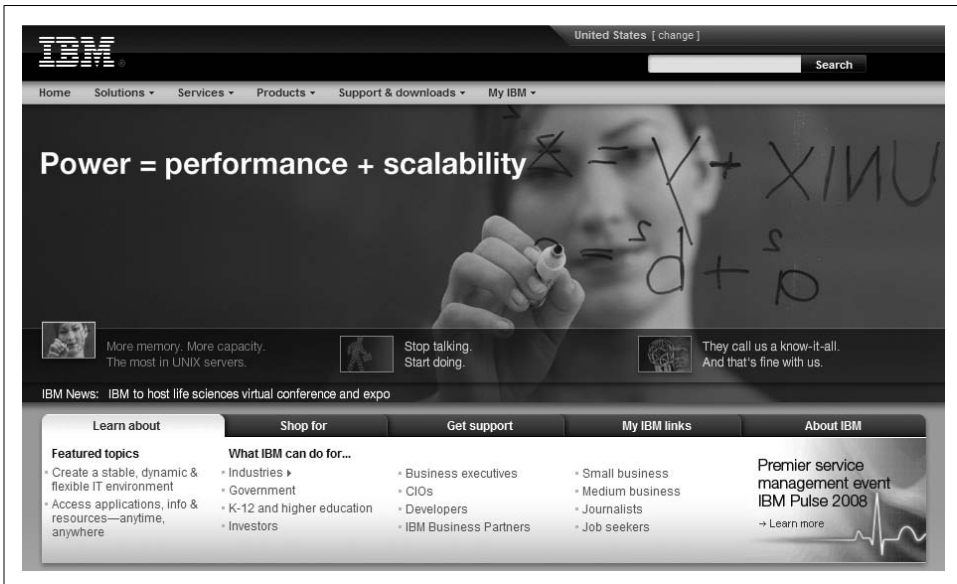 IBM®
United States [ change ]
Search
Home Solutions Services Products Support & downloads My IBM
Power = performance + scalability
= Y + XINU
= b² + p²
More memory. More capacity.
The most in UNIX servers.
Stop talking.
Start doing.
They call us a know-it-all.
And that's fine with us.
IBM News: IBM to host life sciences virtual conference and expo
Learn about Shop for Get support My IBM links About IBM
Featured topics
Create a stable, dynamic &
flexible IT environment
Access applications, info &
resources—anytime,
anywhere
What IBM can do for...
Industries
Government
K-12 and higher education
Investors
Business executives
CIOs
Developers
IBM Business Partners
Small business
Medium business
Journalists
Job seekers
Premier service
management event
IBM Pulse 2008
→ Learn more